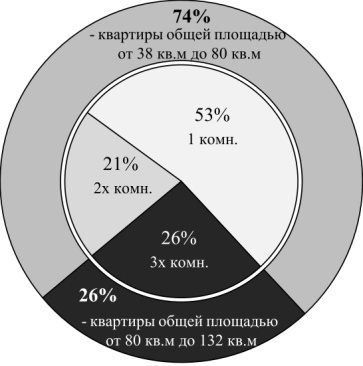 74%
- квартиры общей площадью
от 38 кв.м до 80 кв.м
53%
1 комн.
21%
2х комн.
26%
3х комн.
26%
- квартиры общей площадью
от 80 кв.м до 132 кв.м